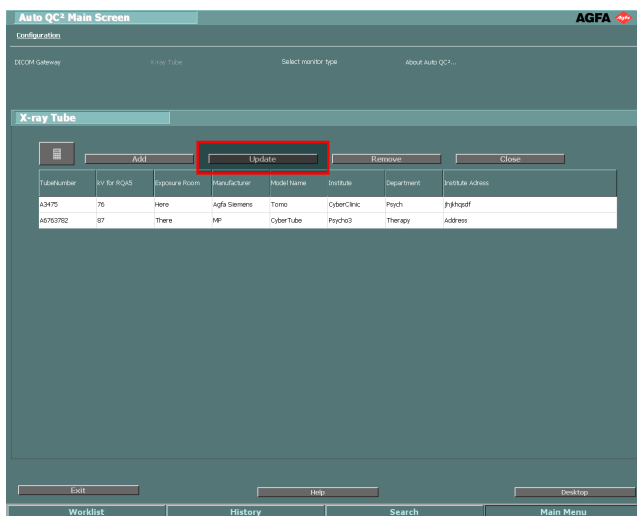 Auto QC² Main Screen
AGFA
Configuration
DICOM Gateway X-ray Tube Select monitor type About Auto QC²...
X-ray Tube
Add Update Remove Close
TubeNumber kV for RQA5 Exposure Room Manufacturer Model Name Institute Department Institute Adress
A3475 76 Here Agfa Siemens Tomo CyberClinic Psych jhjkhqsdf
A6763782 87 There MP CyberTube Psycho3 Therapy Address
Exit Help Desktop
Worklist History Search Main Menu